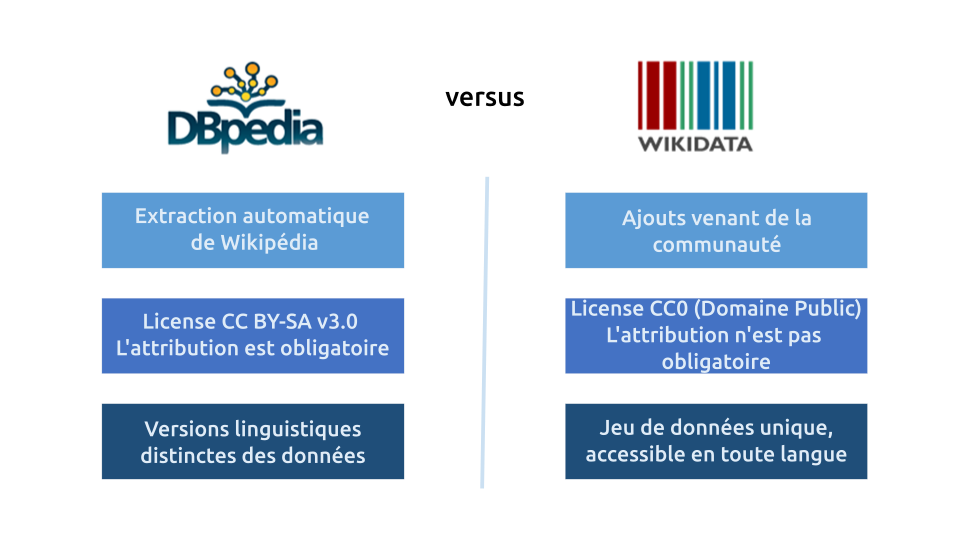 DBpedia
versus
WIKIDATA
Extraction automatique
de Wikipédia
Ajouts venant de la
communauté
License CC BY-SA v3.0
L'attribution est obligatoire
License CC0 (Domaine Public)
L'attribution n'est pas
obligatoire
Versions linguistiques
distinctes des données
Jeu de données unique,
accessible en toute langue